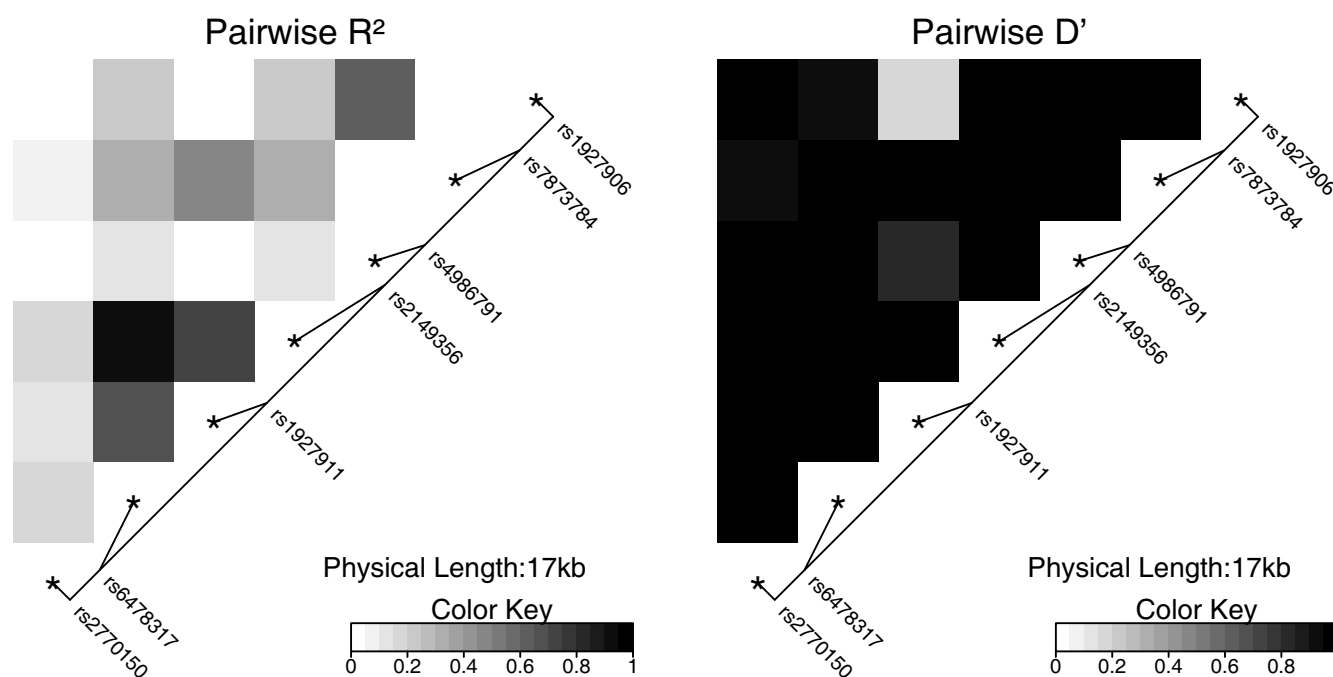 Pairwise R²
rs1927906
rs7873784
rs4986791
rs2149356
rs1927911
rs6478317
rs2770150
Physical Length:17kb
Color Key
0 0.2 0.4 0.6 0.8 1
Pairwise D’
rs1927906
rs7873784
rs4986791
rs2149356
rs1927911
rs6478317
rs2770150
Physical Length:17kb
Color Key
0 0.2 0.4 0.6 0.8